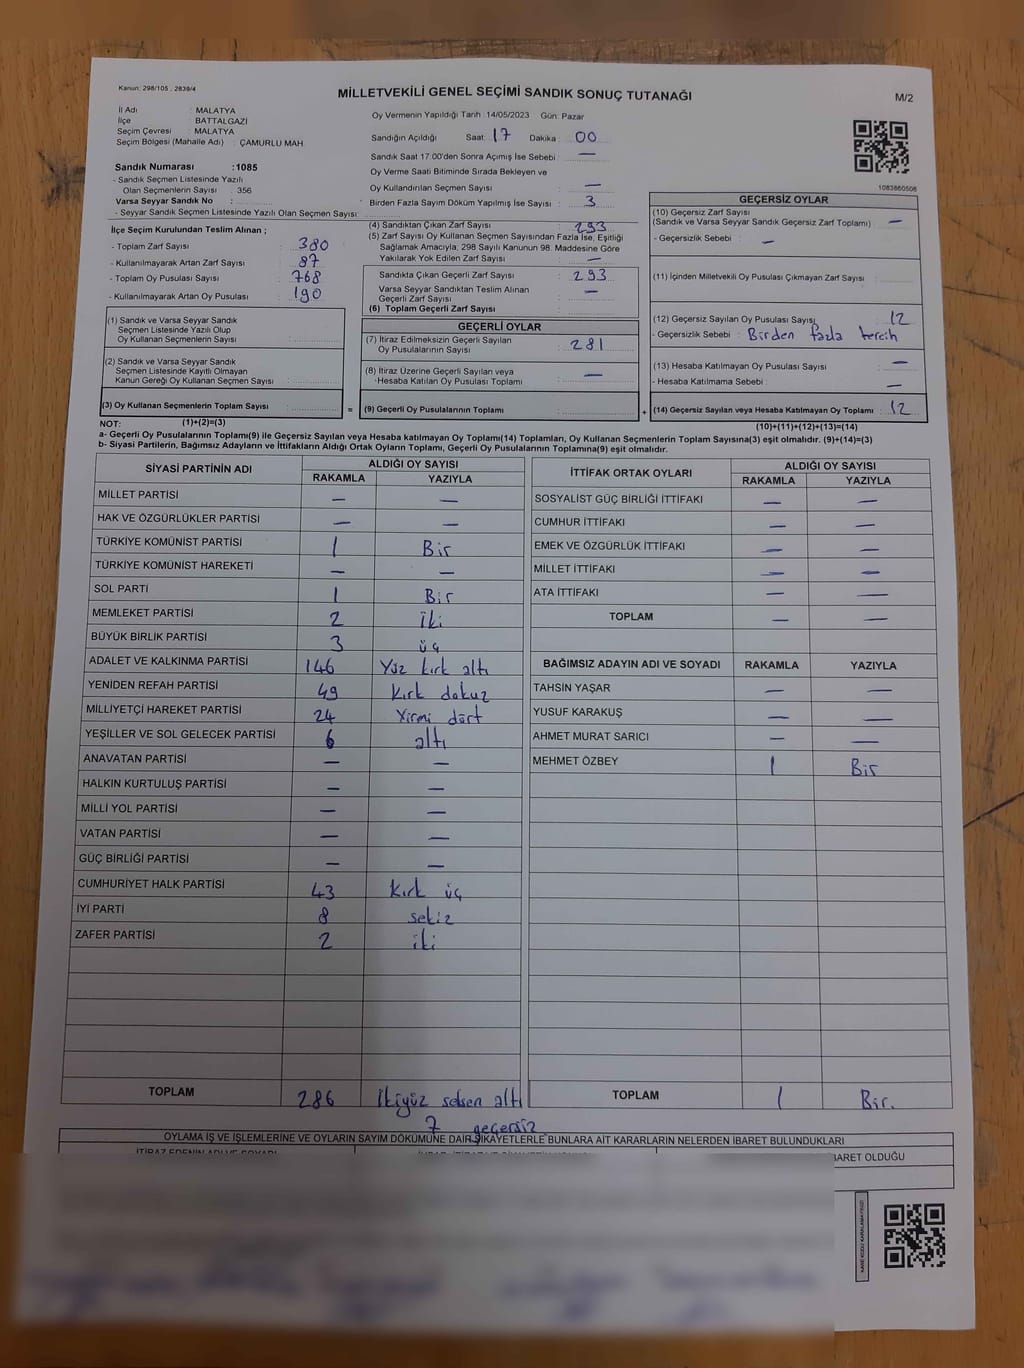 Kanun: 298/105 , 2839/4
MİLLETVEKİLİ GENEL SEÇİMİ SANDIK SONUÇ TUTANAĞI
M/2
İl Adı : MALATYA
İlçe : BATTALGAZİ
Seçim Çevresi : MALATYA
Seçim Bölgesi (Mahalle Adı) : ÇAMURLU MAH.
Sandık Numarası :1085
- Sandık Seçmen Listesinde Yazılı
Olan Seçmenlerin Sayısı : 356
Varsa Seyyar Sandık No :
- Seyyar Sandık Seçmen Listesinde Yazılı Olan Seçmen Sayısı:
Oy Vermenin Yapıldığı Tarih :14/05/2023 Gün: Pazar
Sandığın Açıldığı Saat: 17 Dakika : 00
Sandık Saat 17:00'den Sonra Açımış İse Sebebi : —
Oy Verme Saati Bitiminde Sırada Bekleyen ve
Oy Kullandırılan Seçmen Sayısı : —
Birden Fazla Sayım Döküm Yapılmış İse Sayısı : 3
1083860506
İlçe Seçim Kurulundan Teslim Alınan ;
- Toplam Zarf Sayısı : 380
- Kullanılmayarak Artan Zarf Sayısı : 87
- Toplam Oy Pusulası Sayısı : 768
- Kullanılmayarak Artan Oy Pusulası : 190
(4) Sandıktan Çıkan Zarf Sayısı : 293
(5) Zarf Sayısı Oy Kullanan Seçmen Sayısından Fazla İse, Eşitliği
Sağlamak Amacıyla; 298 Sayılı Kanunun 98. Maddesine Göre
Yakılarak Yok Edilen Zarf Sayısı : —
Sandıkta Çıkan Geçerli Zarf Sayısı : 293
Varsa Seyyar Sandıktan Teslim Alınan
Geçerli Zarf Sayısı : —
(6) Toplam Geçerli Zarf Sayısı :
GEÇERSİZ OYLAR
(10) Geçersiz Zarf Sayısı
(Sandık ve Varsa Seyyar Sandık Geçersiz Zarf Toplamı) : —
- Geçersizlik Sebebi : —
(11) İçinden Milletvekili Oy Pusulası Çıkmayan Zarf Sayısı :
(12) Geçersiz Sayılan Oy Pusulası Sayısı : 12
- Geçersizlik Sebebi : Birden fazla tercih
(13) Hesaba Katılmayan Oy Pusulası Sayısı : —
- Hesaba Katılmama Sebebi : —
(14) Geçersiz Sayılan veya Hesaba Katılmayan Oy Toplamı : 12
(1) Sandık ve Varsa Seyyar Sandık
Seçmen Listesinde Yazılı Olup
Oy Kullanan Seçmenlerin Sayısı :
(2) Sandık ve Varsa Seyyar Sandık
Seçmen Listesinde Kayıtlı Olmayan
Kanun Gereği Oy Kullanan Seçmen Sayısı :
(3) Oy Kullanan Seçmenlerin Toplam Sayısı :
=
GEÇERLİ OYLAR
(7) İtiraz Edilmeksizin Geçerli Sayılan
Oy Pusulalarının Sayısı : 281
(8) İtiraz Üzerine Geçerli Sayılan veya
Hesaba Katılan Oy Pusulası Toplamı : —
(9) Geçerli Oy Pusulalarının Toplamı :
+
NOT: (1)+(2)=(3)
(10)+(11)+(12)+(13)=(14)
a- Geçerli Oy Pusulalarının Toplamı(9) ile Geçersiz Sayılan veya Hesaba katılmayan Oy Toplamı(14) Toplamları, Oy Kullanan Seçmenlerin Toplam Sayısına(3) eşit olmalıdır. (9)+(14)=(3)
b- Siyasi Partilerin, Bağımsız Adayların ve İttifakların Aldığı Ortak Oyların Toplamı, Geçerli Oy Pusulalarının Toplamına(9) eşit olmalıdır.
SİYASİ PARTİNİN ADI ALDIĞI OY SAYISI
RAKAMLA YAZIYLA
MİLLET PARTİSİ — —
HAK VE ÖZGÜRLÜKLER PARTİSİ — —
TÜRKİYE KOMÜNİST PARTİSİ 1 Bir
TÜRKİYE KOMÜNİST HAREKETİ — —
SOL PARTİ 1 Bir
MEMLEKET PARTİSİ 2 iki
BÜYÜK BİRLİK PARTİSİ 3 üç
ADALET VE KALKINMA PARTİSİ 146 Yüz kırk altı
YENİDEN REFAH PARTİSİ 49 Kırk dokuz
MİLLİYETÇİ HAREKET PARTİSİ 24 Yirmi dört
YEŞİLLER VE SOL GELECEK PARTİSİ 6 altı
ANAVATAN PARTİSİ — —
HALKIN KURTULUŞ PARTİSİ — —
MİLLİ YOL PARTİSİ — —
VATAN PARTİSİ — —
GÜÇ BİRLİĞİ PARTİSİ — —
CUMHURİYET HALK PARTİSİ 43 Kırk üç
İYİ PARTİ 8 sekiz
ZAFER PARTİSİ 2 iki
TOPLAM 286 İkiyüz seksen altı
7 geçersiz
İTTİFAK ORTAK OYLARI ALDIĞI OY SAYISI
RAKAMLA YAZIYLA
SOSYALİST GÜÇ BİRLİĞİ İTTİFAKI — —
CUMHUR İTTİFAKI — —
EMEK VE ÖZGÜRLÜK İTTİFAKI — —
MİLLET İTTİFAKI — —
ATA İTTİFAKI — —
TOPLAM — —
BAĞIMSIZ ADAYIN ADI VE SOYADI RAKAMLA YAZIYLA
TAHSİN YAŞAR — —
YUSUF KARAKUŞ — —
AHMET MURAT SARICI — —
MEHMET ÖZBEY 1 Bir
TOPLAM 1 Bir.
OYLAMA İŞ VE İŞLEMLERİNE VE OYLARIN SAYIM DÖKÜMÜNE DAİR ŞİKAYETLERLE BUNLARA AİT KARARLARIN NELERDEN İBARET BULUNDUKLARI
İTİRAZ EDENİN ADI VE SOYADI
İBARET OLDUĞU
KARE KODU KARALAMAYINIZ!